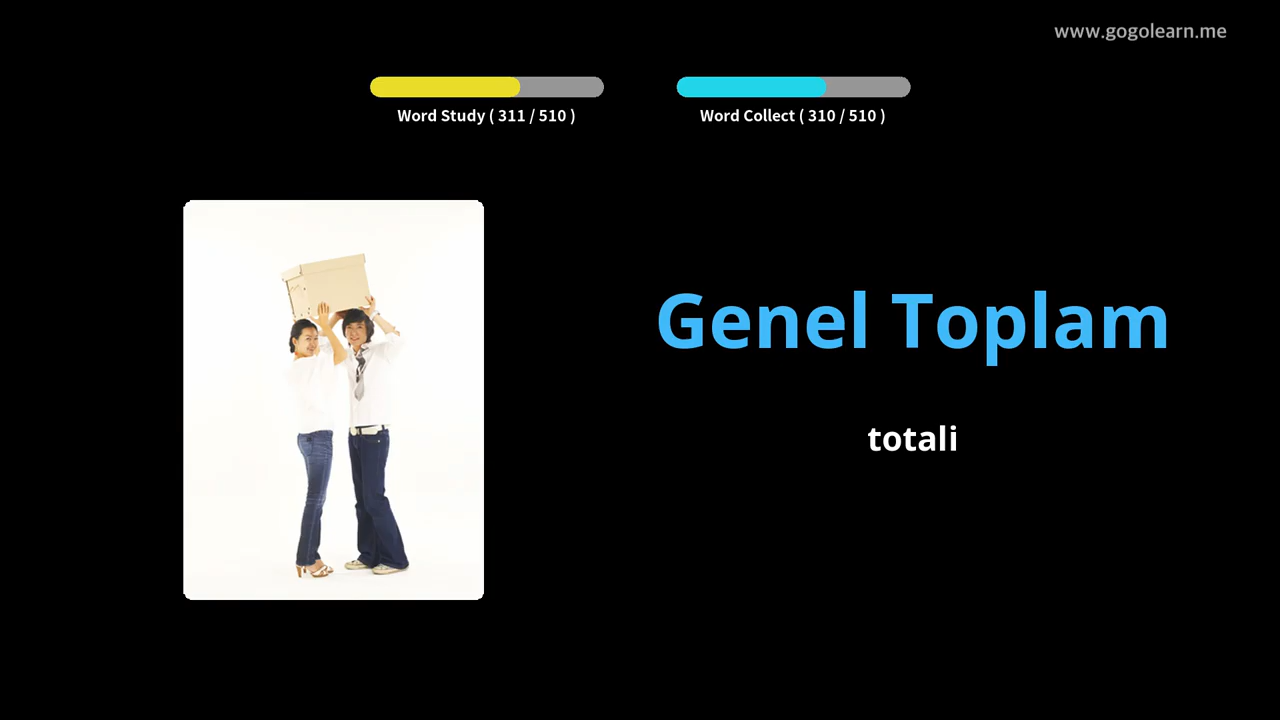 www.gogolearn.me
Word Study ( 311 / 510 )
Word Collect ( 310 / 510 )
Genel Toplam
totali